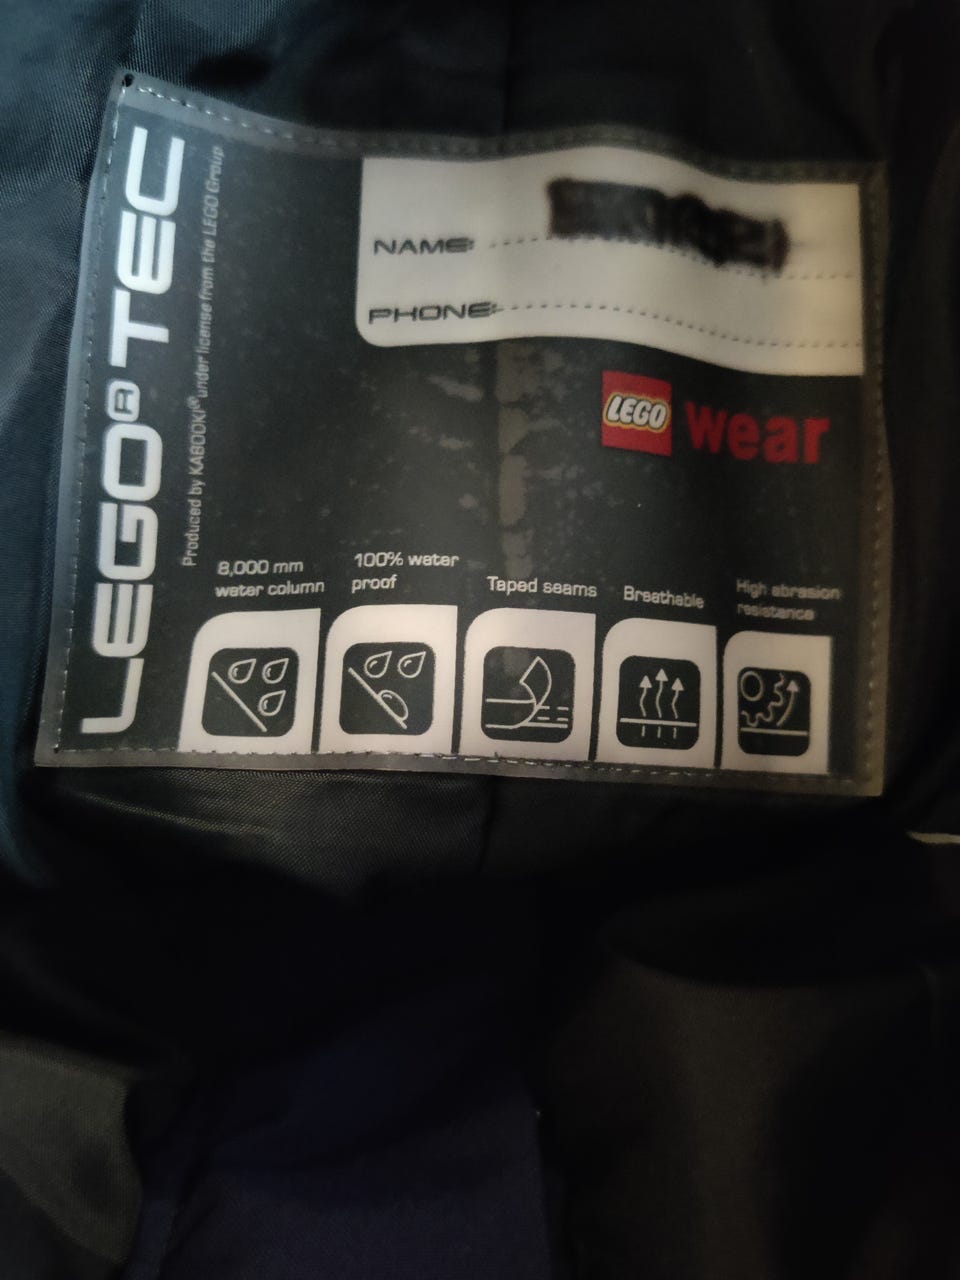 LEGO® TEC
Produced by KABOOKI® under license from the LEGO Group
NAME:
PHONE:
LEGO wear
8,000 mm
water column
100% water
proof
Taped seams
Breathable
High abrasion
resistance